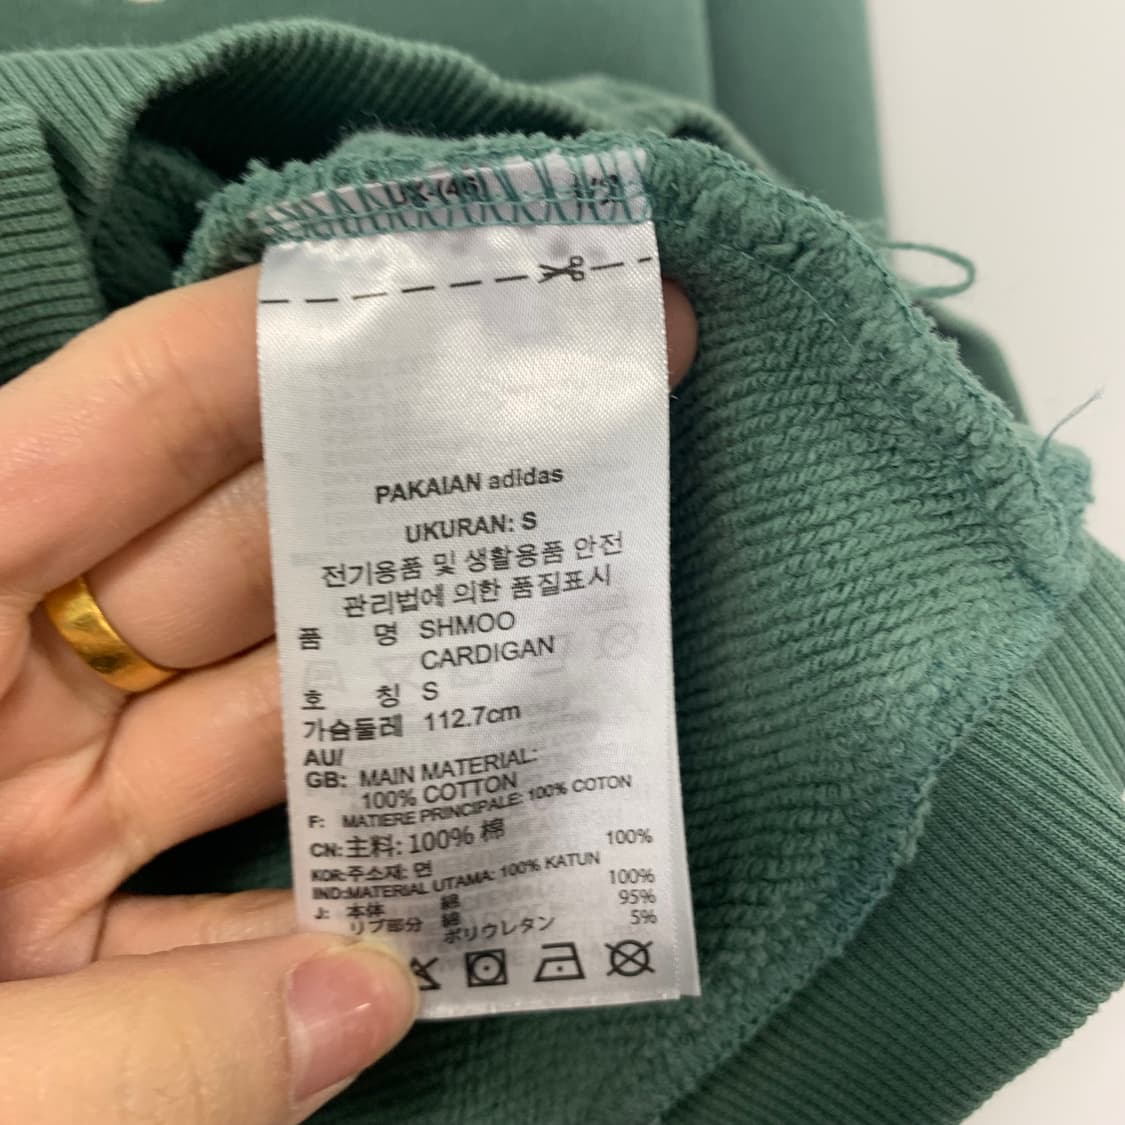 PAKAIAN adidas
UKURAN: S
전기용품 및 생활용품 안전
관리법에 의한 품질표시
품 명 SHMOO
CARDIGAN
호 칭 S
가슴둘레 112.7cm
AU/
GB: MAIN MATERIAL:
100% COTTON
F: MATIERE PRINCIPALE: 100% COTON
CN: 主料: 100% 棉
KOR: 주소재: 면 100%
IND: MATERIAL UTAMA: 100% KATUN
J: 本体 綿 100%
リブ部分 綿 95%
ポリウレタン 5%